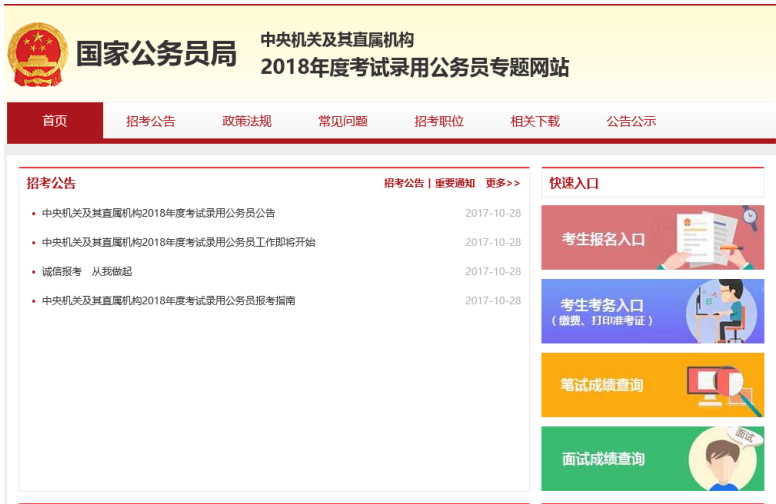 国家公务员局
中央机关及其直属机构
2018年度考试录用公务员专题网站
首页 招考公告 政策法规 常见问题 招考职位 相关下载 公告公示
招考公告 招考公告 | 重要通知 更多>>
• 中央机关及其直属机构2018年度考试录用公务员公告 2017-10-28
• 中央机关及其直属机构2018年度考试录用公务员工作即将开始 2017-10-28
• 诚信报考 从我做起 2017-10-28
• 中央机关及其直属机构2018年度考试录用公务员报考指南 2017-10-28
快速入口
考生报名入口
考生考务入口
（缴费、打印准考证）
笔试成绩查询
面试
面试成绩查询